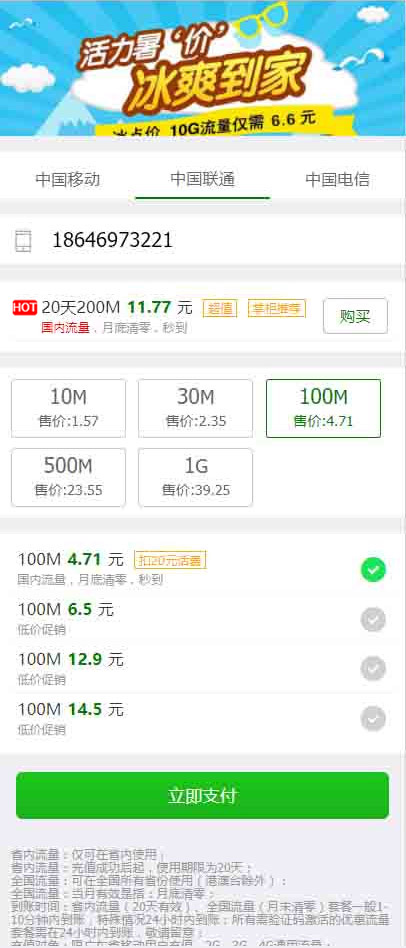 活力暑‘价’
冰爽到家
冰点价 10G流量仅需 6.6 元
中国移动 中国联通 中国电信
18646973221
HOT 20天200M 11.77 元 超值 掌柜推荐 购买
国内流量，月底清零，秒到
10M 30M 100M
售价:1.57 售价:2.35 售价:4.71
500M 1G
售价:23.55 售价:39.25
100M 4.71 元 扣20元话费
国内流量，月底清零，秒到
100M 6.5 元
低价促销
100M 12.9 元
低价促销
100M 14.5 元
低价促销
立即支付
省内流量：仅可在省内使用；
省内流量：充值成功后起，使用期限为20天；
全国流量：可在全国所有省份使用（港澳台除外）；
全国流量：当月有效是指：月底清零；
到账时间：省内流量（20天有效）、全国流量（月末清零）套餐一般1-
10分钟内到账，特殊情况24小时内到账；所有需验证码激活的优惠流量
套餐需在24小时内到账，敬请留意；